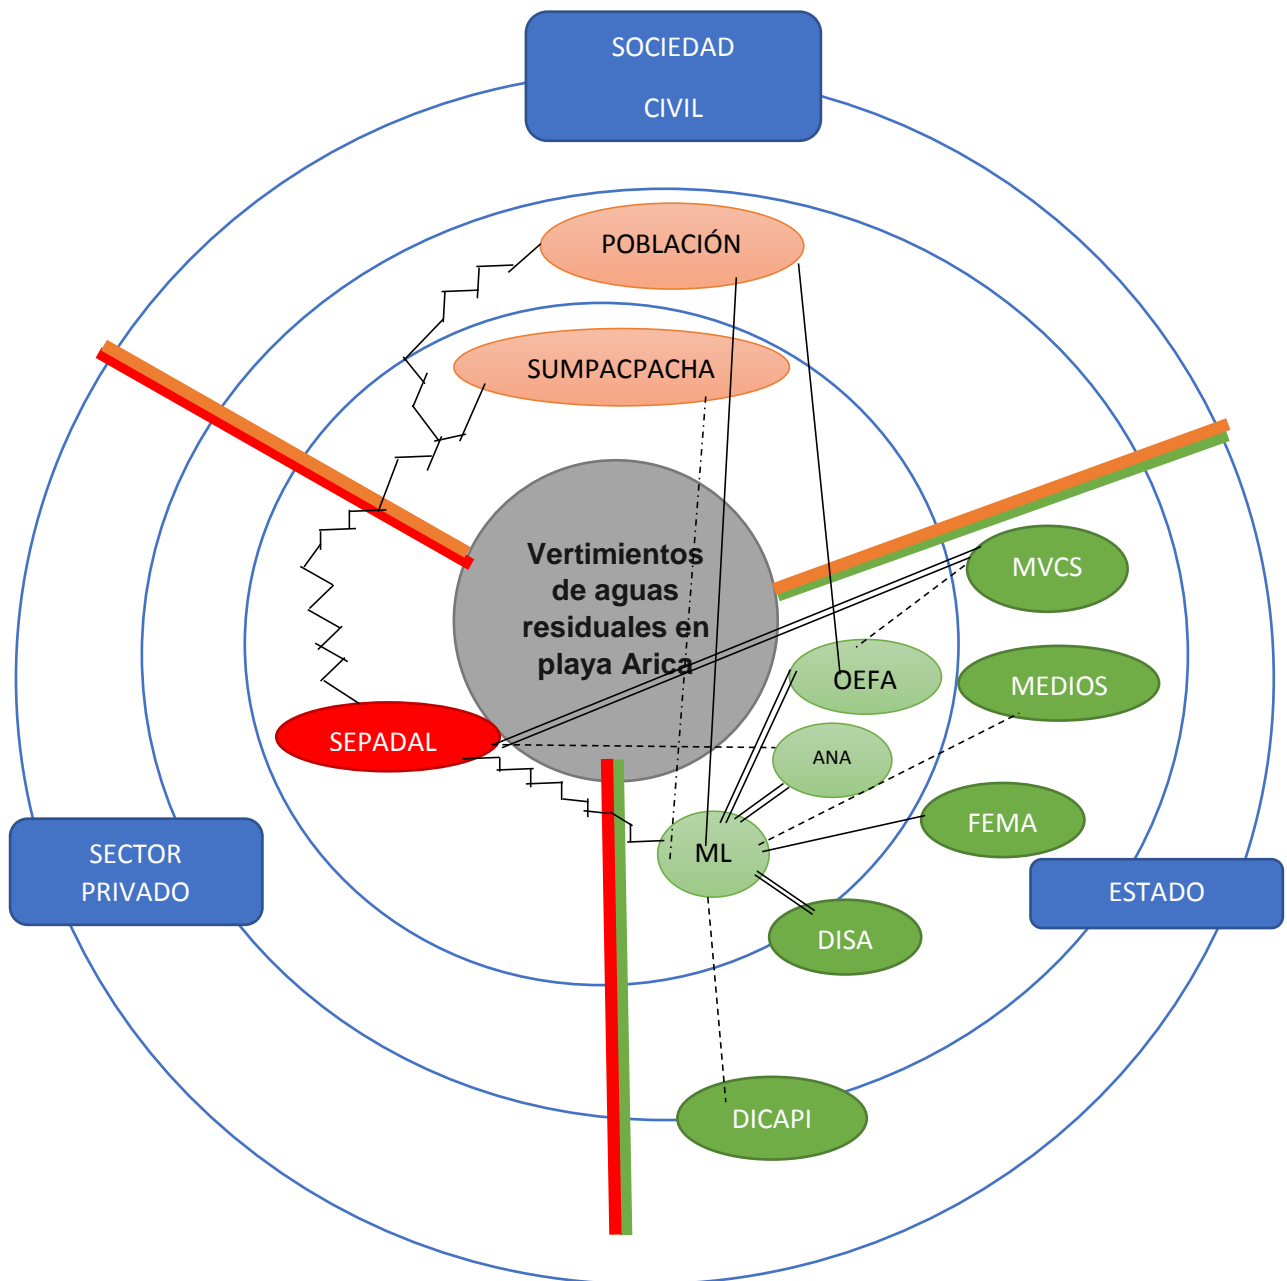 SOCIEDAD
CIVIL
POBLACIÓN
SUMPACPACHA
Vertimientos
de aguas
residuales en
playa Arica
MVCS
OEFA
MEDIOS
SEPADAL
ANA
FEMA
ML
SECTOR
PRIVADO
ESTADO
DISA
DICAPI